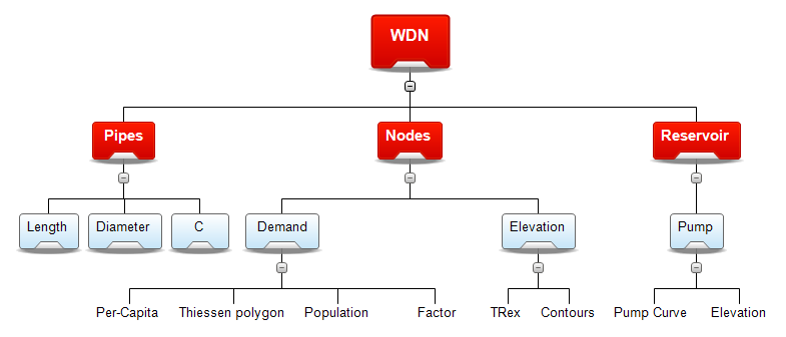 WDN
Pipes
Nodes
Reservoir
Length
Diameter
C
Demand
Elevation
Pump
Per-Capita
Thiessen polygon
Population
Factor
TRex
Contours
Pump Curve
Elevation